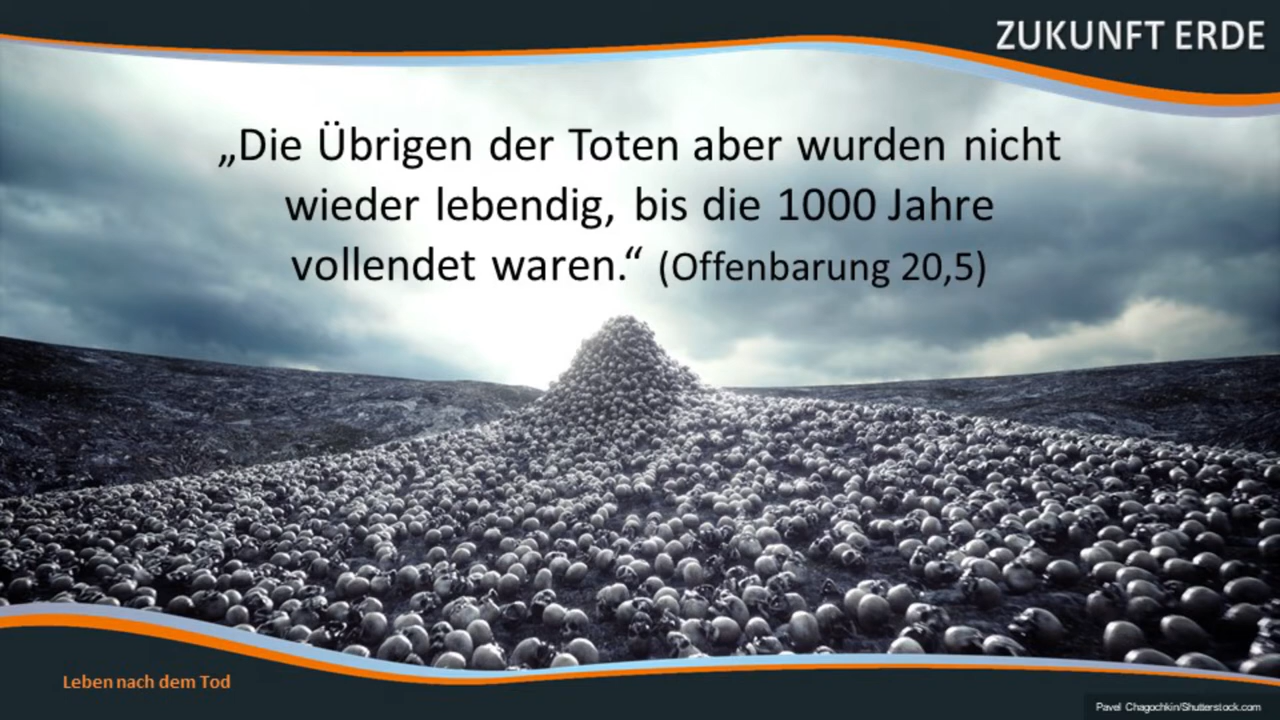 ZUKUNFT ERDE
„Die Übrigen der Toten aber wurden nicht
wieder lebendig, bis die 1000 Jahre
vollendet waren.“ (Offenbarung 20,5)
Leben nach dem Tod
Pavel Chagochkin/Shutterstock.com